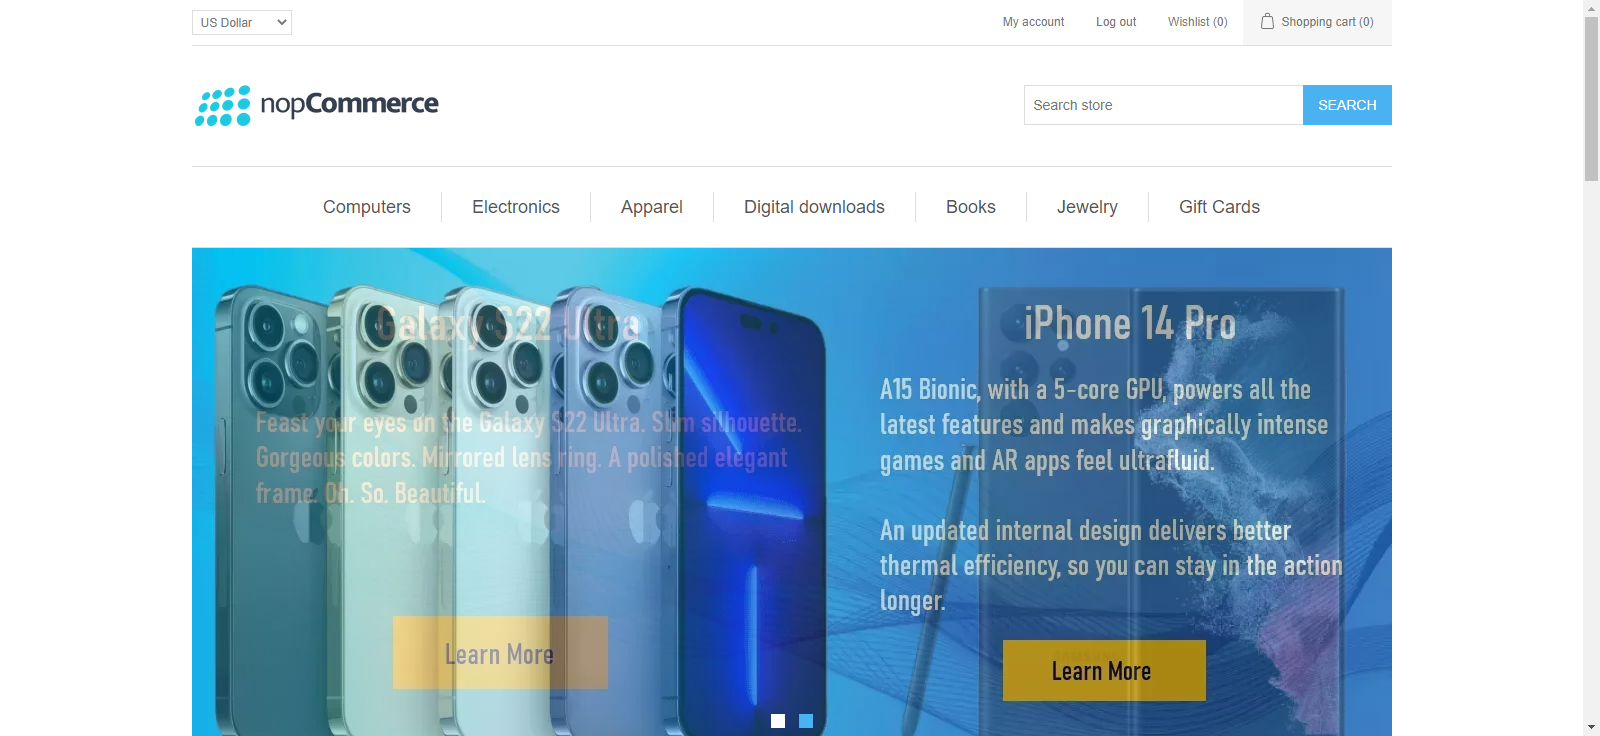 US Dollar
My account
Log out
Wishlist (0)
Shopping cart (0)
nopCommerce
Search store
SEARCH
Computers
Electronics
Apparel
Digital downloads
Books
Jewelry
Gift Cards
Galaxy S22 Ultra
Feast your eyes on the Galaxy S22 Ultra. Slim silhouette.
Gorgeous colors. Mirrored lens ring. A polished elegant
frame. Oh. So. Beautiful.
Learn More
iPhone 14 Pro
A15 Bionic, with a 5-core GPU, powers all the
latest features and makes graphically intense
games and AR apps feel ultrafluid.
An updated internal design delivers better
thermal efficiency, so you can stay in the action
longer.
Learn More